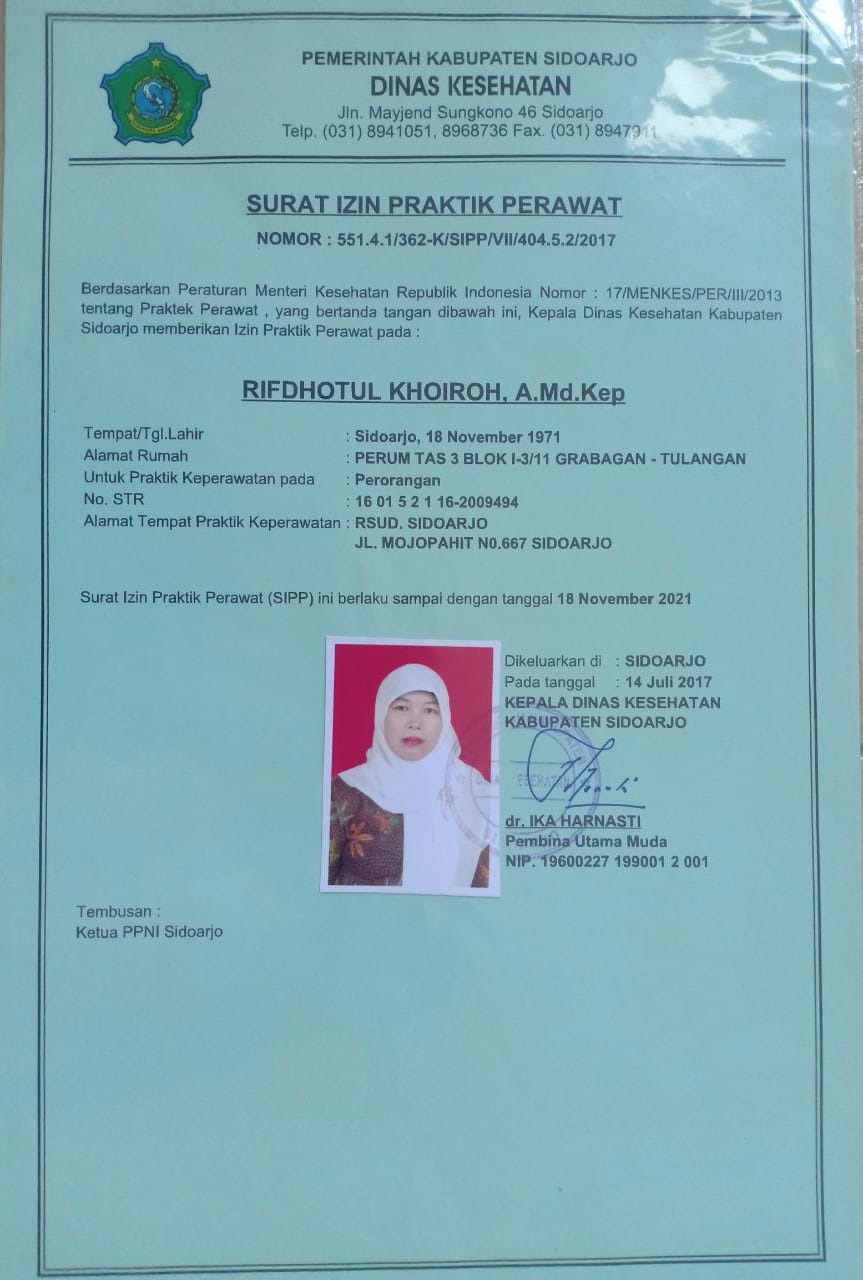 PEMERINTAH KABUPATEN SIDOARJO
DINAS KESEHATAN
Jln. Mayjend Sungkono 46 Sidoarjo
Telp. (031) 8941051, 8968736 Fax. (031) 8947911
SURAT IZIN PRAKTIK PERAWAT
NOMOR : 551.4.1/362-K/SIPP/VII/404.5.2/2017
Berdasarkan Peraturan Menteri Kesehatan Republik Indonesia Nomor : 17/MENKES/PER/III/2013
tentang Praktek Perawat , yang bertanda tangan dibawah ini, Kepala Dinas Kesehatan Kabupaten
Sidoarjo memberikan Izin Praktik Perawat pada :
RIFDHOTUL KHOIROH, A.Md.Kep
Tempat/Tgl.Lahir : Sidoarjo, 18 November 1971
Alamat Rumah : PERUM TAS 3 BLOK I-3/11 GRABAGAN - TULANGAN
Untuk Praktik Keperawatan pada : Perorangan
No. STR : 16 01 5 2 1 16-2009494
Alamat Tempat Praktik Keperawatan : RSUD. SIDOARJO
JL. MOJOPAHIT N0.667 SIDOARJO
Surat Izin Praktik Perawat (SIPP) ini berlaku sampai dengan tanggal 18 November 2021
Dikeluarkan di : SIDOARJO
Pada tanggal : 14 Juli 2017
KEPALA DINAS KESEHATAN
KABUPATEN SIDOARJO
dr. IKA HARNASTI
Pembina Utama Muda
NIP. 19600227 199001 2 001
Tembusan :
Ketua PPNI Sidoarjo